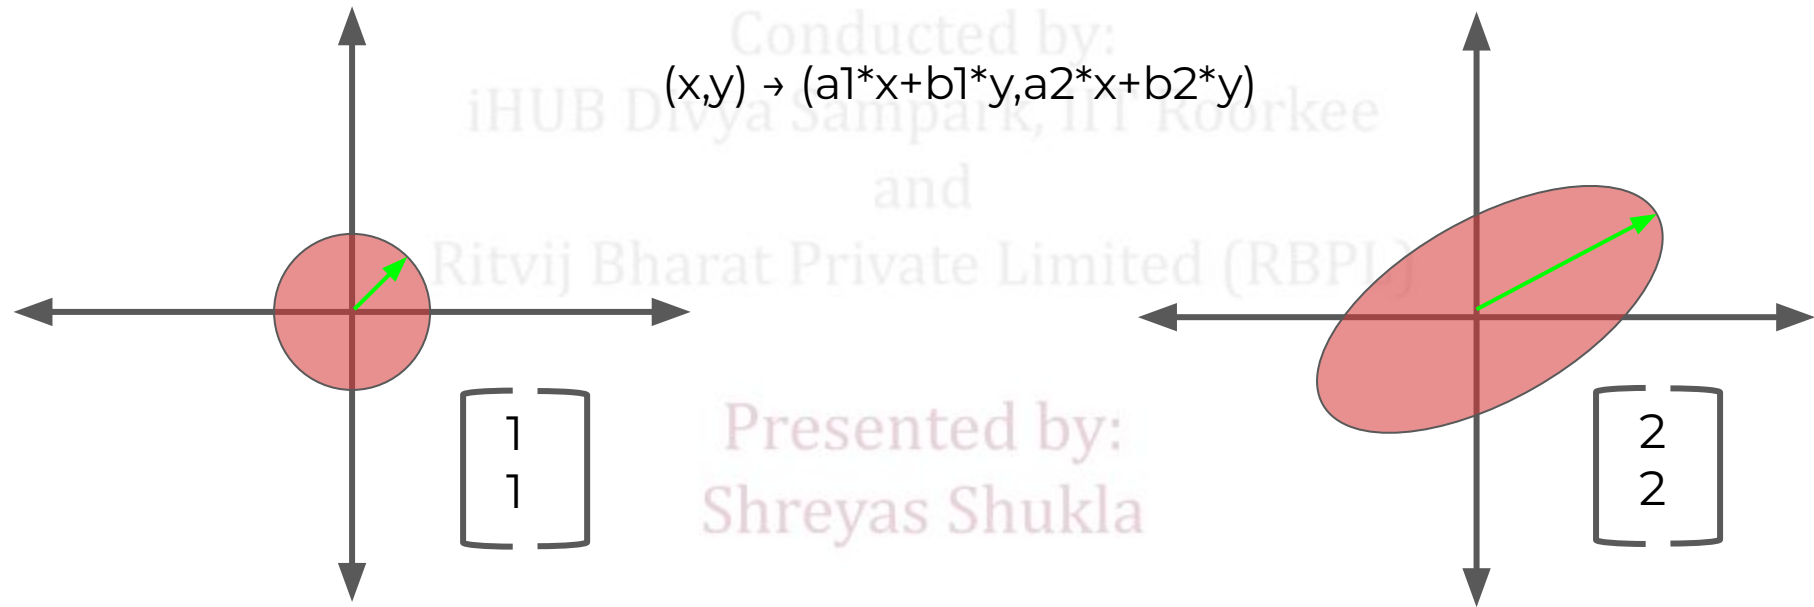 Conducted by:
(x,y) → (a1*x+b1*y,a2*x+b2*y)
iHUB Divya Sampark, IIT Roorkee
and
Ritvij Bharat Private Limited (RBPL)
1
1
2
2
Presented by:
Shreyas Shukla